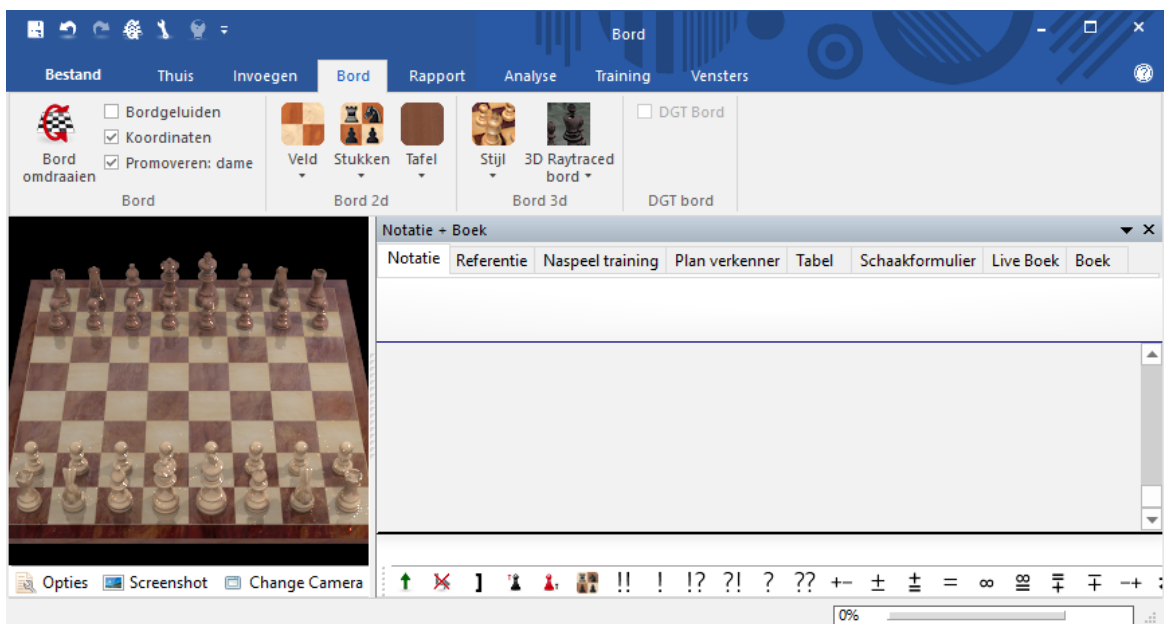 Bord
Bestand Thuis Invoegen Bord Rapport Analyse Training Vensters
Bord omdraaien
Bordgeluiden
Koordinaten
Promoveren: dame
Bord
Veld Stukken Tafel
Bord 2d
Stijl 3D Raytraced bord
Bord 3d
DGT Bord
DGT bord
Notatie + Boek
Notatie Referentie Naspeel training Plan verkenner Tabel Schaakformulier Live Boek Boek
Opties Screenshot Change Camera
] !! ! !? ?! ? ?? +− ± ⩲ = ∞ ⩱ ∓ −+
0%